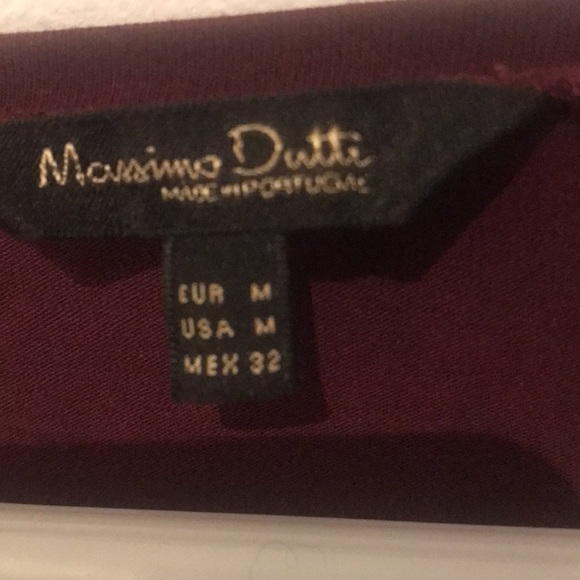 Massimo Dutti
MADE IN PORTUGAL
EUR M
USA M
MEX 32